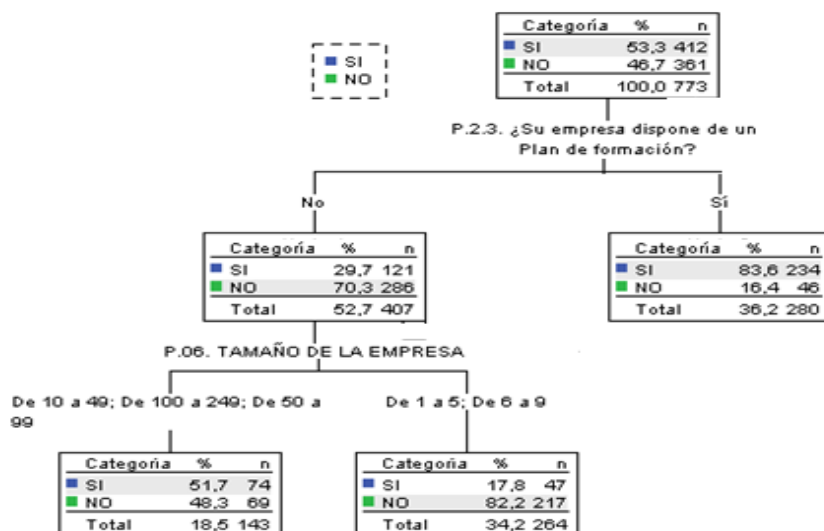 SI
NO
Categoría % n
SI 53,3 412
NO 46,7 361
Total 100,0 773
P.2.3. ¿Su empresa dispone de un
Plan de formación?
No
Sí
Categoría % n
SI 29,7 121
NO 70,3 286
Total 52,7 407
Categoría % n
SI 83,6 234
NO 16,4 46
Total 36,2 280
P.06. TAMAÑO DE LA EMPRESA
De 10 a 49; De 100 a 249; De 50 a
99
De 1 a 5; De 6 a 9
Categoría % n
SI 51,7 74
NO 48,3 69
Total 18,5 143
Categoría % n
SI 17,8 47
NO 82,2 217
Total 34,2 264